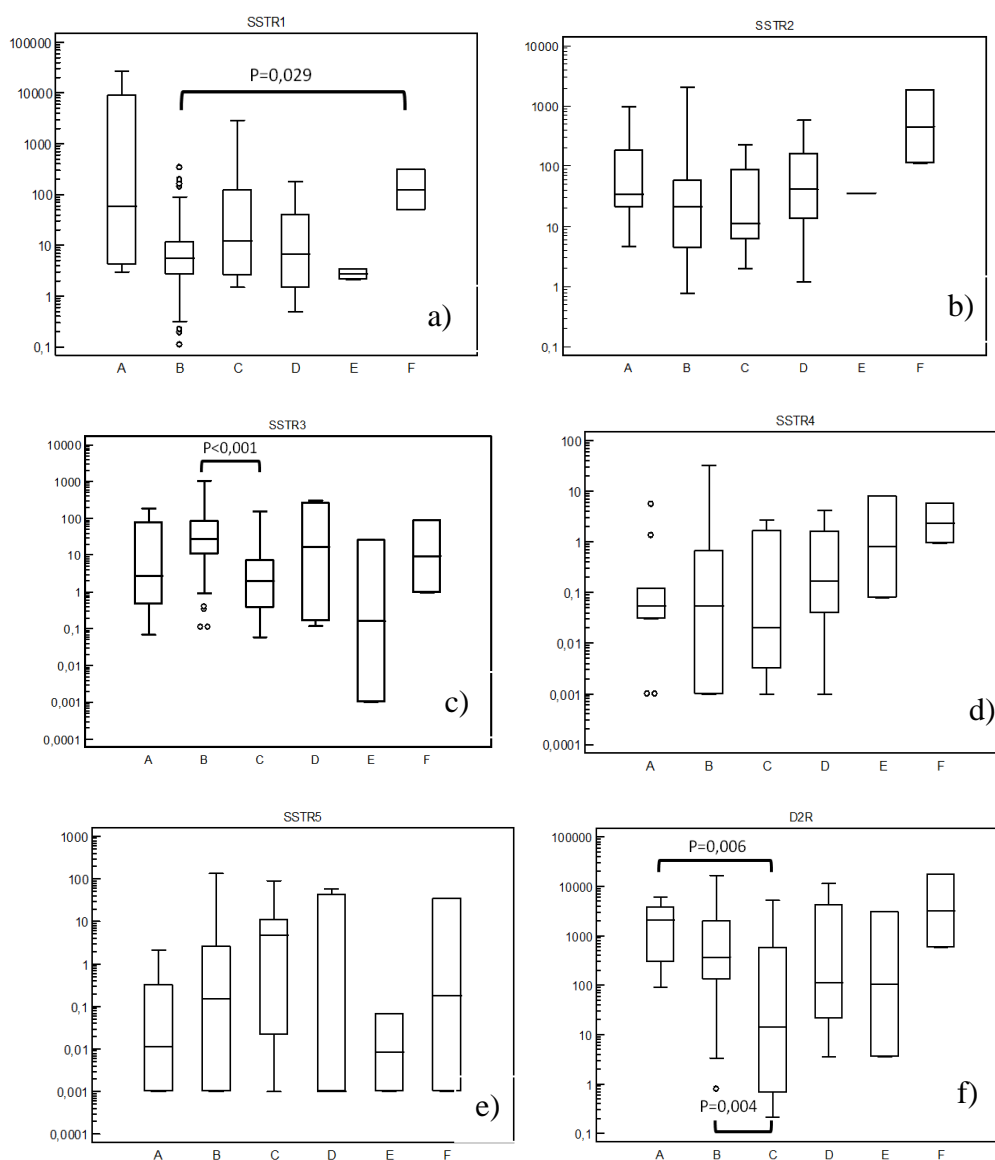 SSTR1
100000
10000
1000
100
10
1
0,1
P=0,029
a)
A B C D E F
SSTR2
10000
1000
100
10
1
0,1
b)
A B C D E F
SSTR3
10000
1000
100
10
1
0,1
0,01
0,001
0,0001
P<0,001
c)
A B C D E F
SSTR4
100
10
1
0,1
0,01
0,001
0,0001
d)
A B C D E F
SSTR5
1000
100
10
1
0,1
0,01
0,001
0,0001
e)
A B C D E F
D2R
100000
10000
1000
100
10
1
0,1
P=0,006
P=0,004
f)
A B C D E F